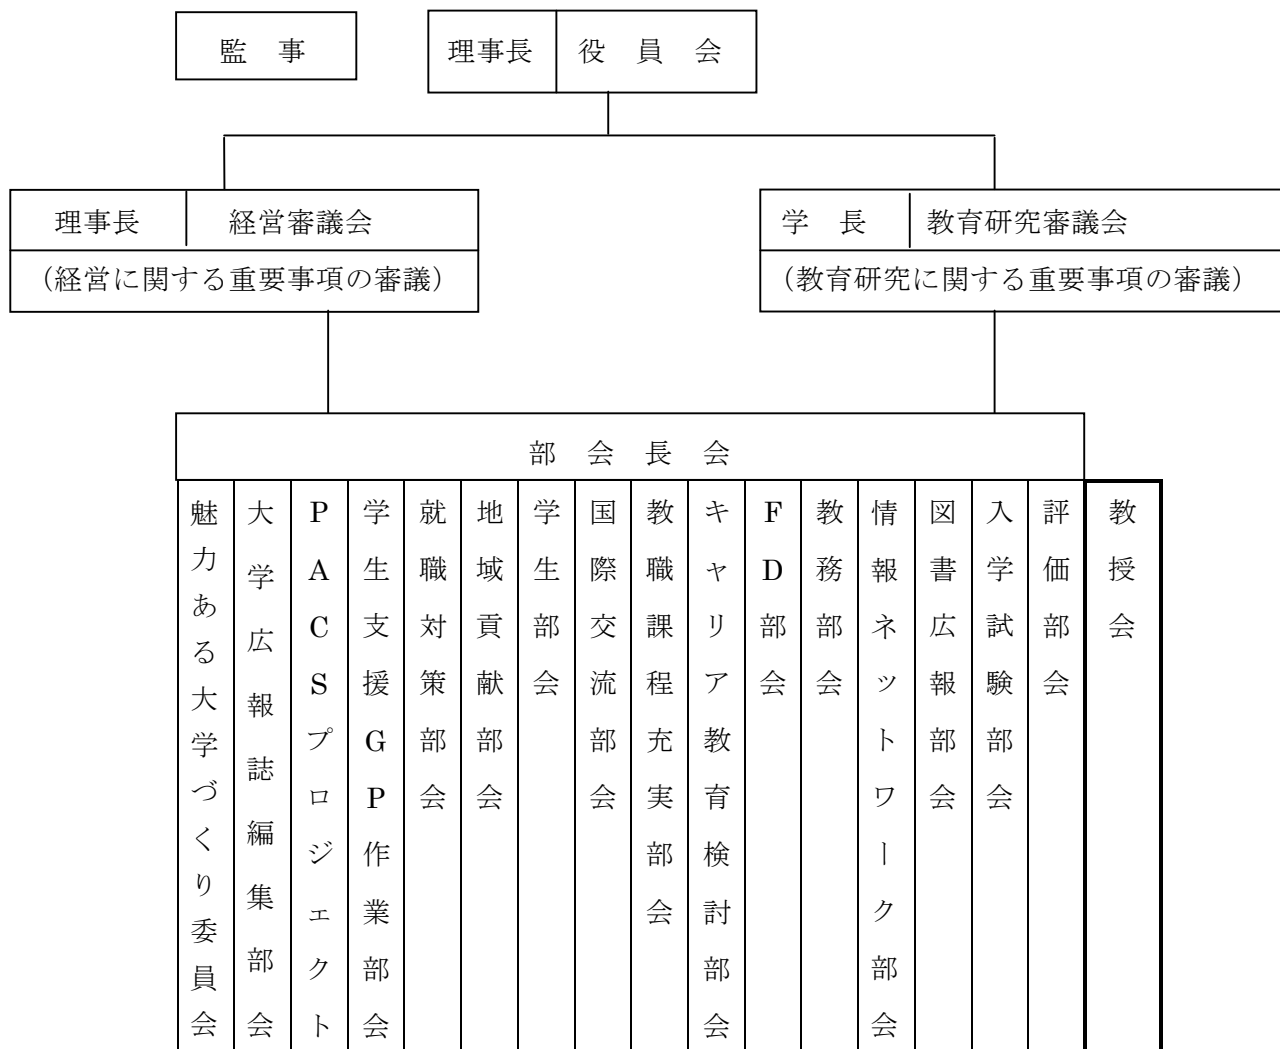 監　事
理事長　役　員　会
理事長　経営審議会
（経営に関する重要事項の審議）
学　長　教育研究審議会
（教育研究に関する重要事項の審議）
部　会　長　会
教授会
評価部会
入学試験部会
図書広報部会
情報ネットワーク部会
教務部会
FD部会
キャリア教育検討部会
教職課程充実部会
国際交流部会
学生部会
地域貢献部会
就職対策部会
学生支援GP作業部会
PACSプロジェクト
大学広報誌編集部会
魅力ある大学づくり委員会